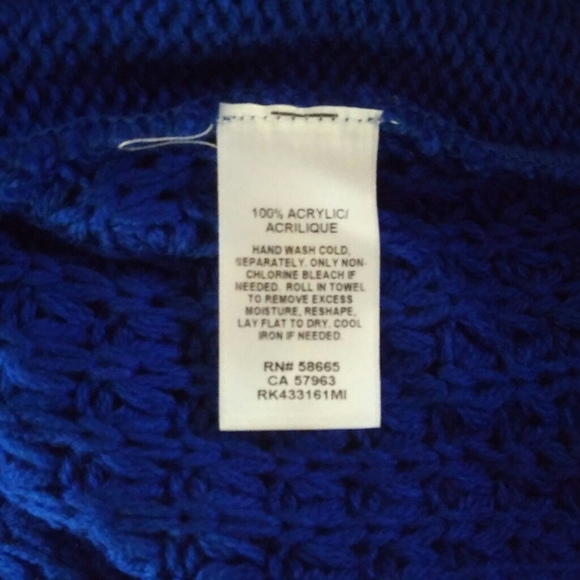 100% ACRYLIC/
ACRILIQUE
HAND WASH COLD,
SEPARATELY. ONLY NON-
CHLORINE BLEACH IF
NEEDED. ROLL IN TOWEL
TO REMOVE EXCESS
MOISTURE, RESHAPE,
LAY FLAT TO DRY. COOL
IRON IF NEEDED.
RN# 58665
CA 57963
RK433161MI